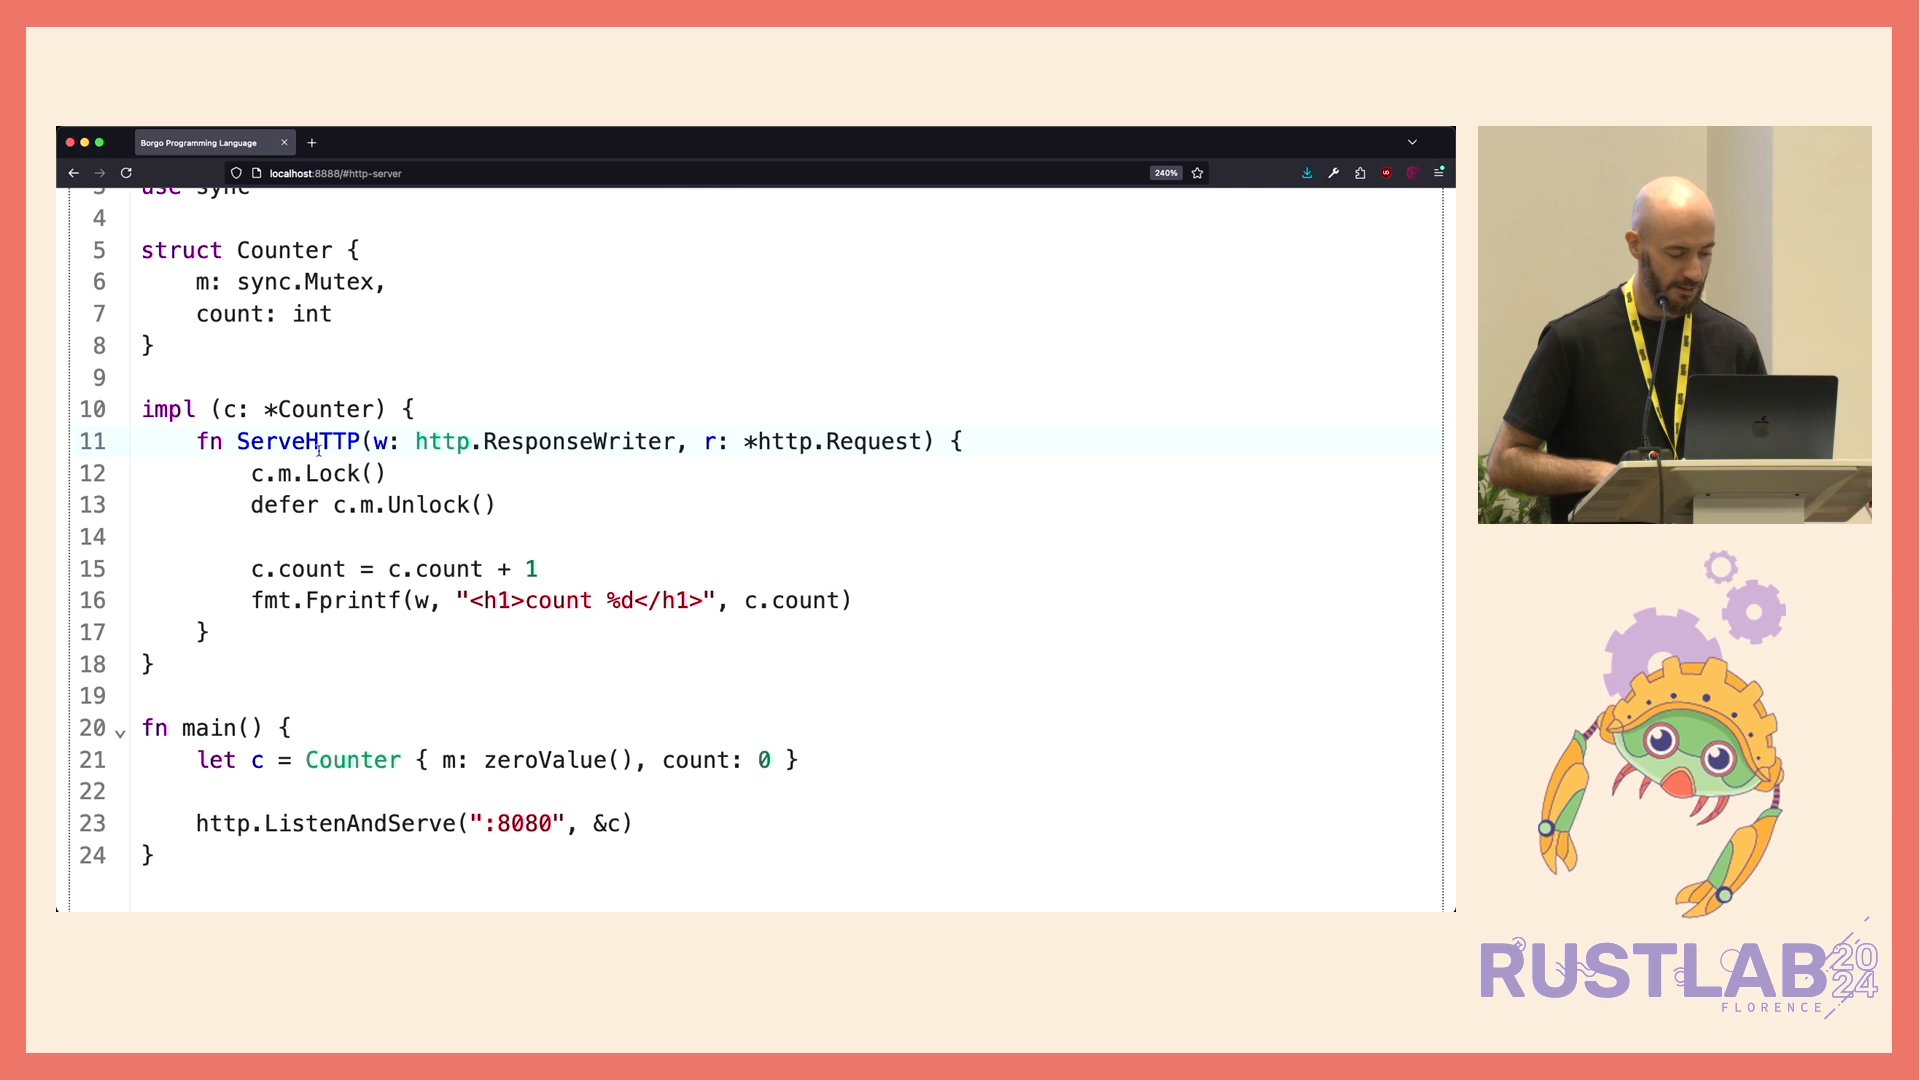 Borgo Programming Language
localhost:8888/#http-server
240%
3 use sync
4
5 struct Counter {
6 m: sync.Mutex,
7 count: int
8 }
9
10 impl (c: *Counter) {
11 fn ServeHTTP(w: http.ResponseWriter, r: *http.Request) {
12 c.m.Lock()
13 defer c.m.Unlock()
14
15 c.count = c.count + 1
16 fmt.Fprintf(w, "<h1>count %d</h1>", c.count)
17 }
18 }
19
20 fn main() {
21 let c = Counter { m: zeroValue(), count: 0 }
22
23 http.ListenAndServe(":8080", &c)
24 }
RUSTLAB 2024
FLORENCE